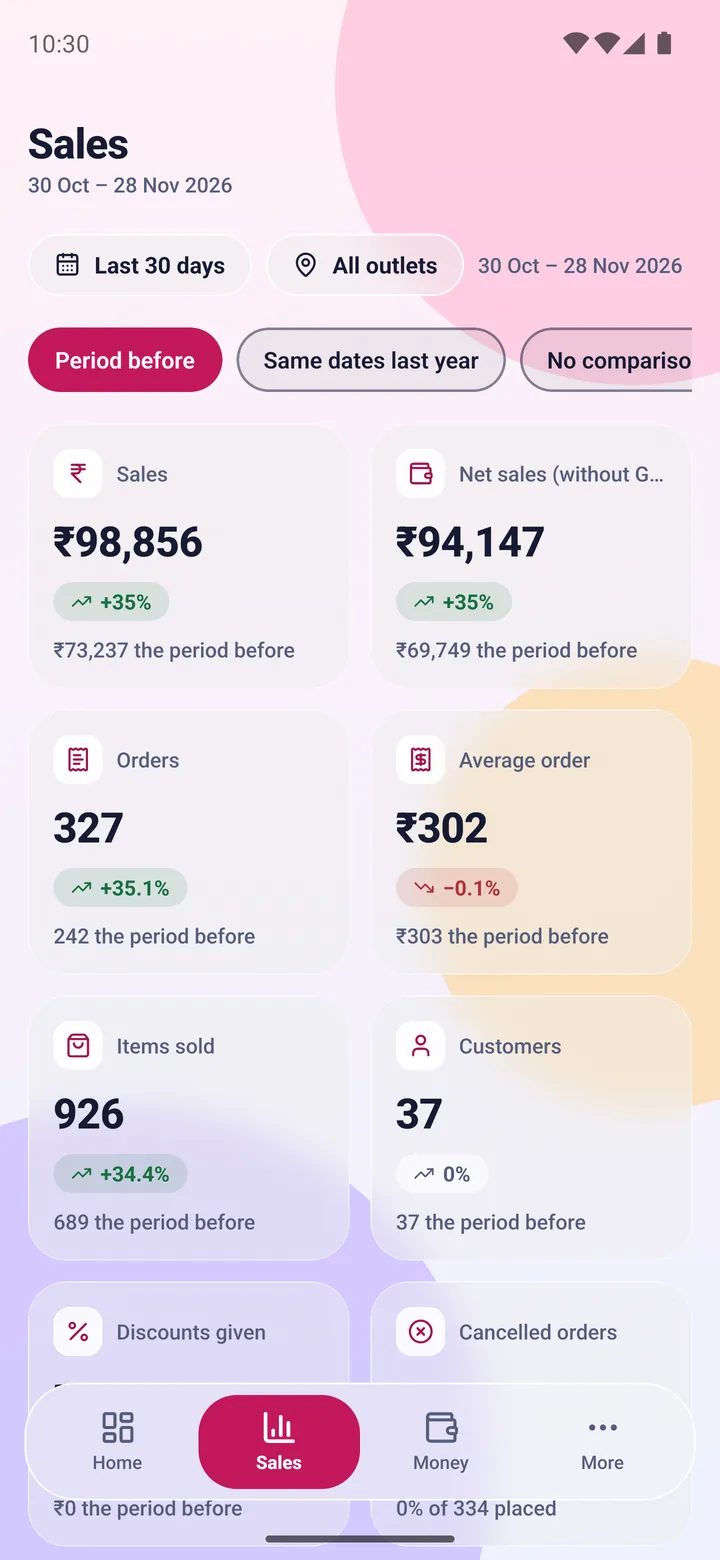 10:30
Sales
30 Oct – 28 Nov 2026
Last 30 days
All outlets
30 Oct – 28 Nov 2026
Period before
Same dates last year
No compariso
Sales
Net sales (without G...
₹98,856
₹94,147
+35%
+35%
₹73,237 the period before
₹69,749 the period before
Orders
Average order
327
₹302
+35.1%
−0.1%
242 the period before
₹303 the period before
Items sold
Customers
926
37
+34.4%
0%
689 the period before
37 the period before
Discounts given
Cancelled orders
Home
Sales
Money
More
₹0 the period before
0% of 334 placed